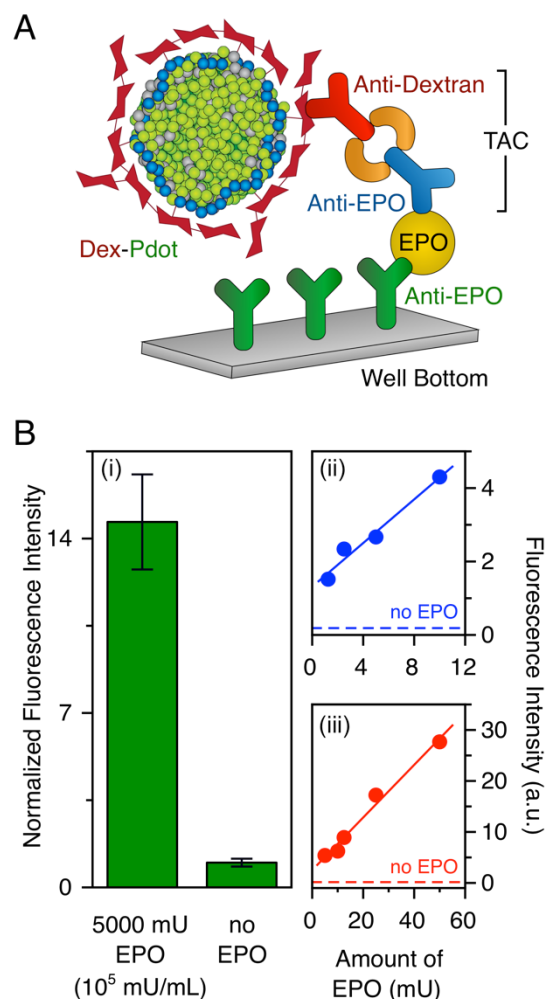 A
Anti-Dextran
TAC
Anti-EPO
EPO
Dex-Pdot
Anti-EPO
Well Bottom
B
(i)
Normalized Fluorescence Intensity
14
7
0
5000 mU
EPO
(10⁵ mU/mL)
no
EPO
(ii)
4
2
0
no EPO
0 4 8 12
Fluorescence Intensity (a.u.)
(iii)
30
20
10
0
no EPO
0 20 40 60
Amount of
EPO (mU)